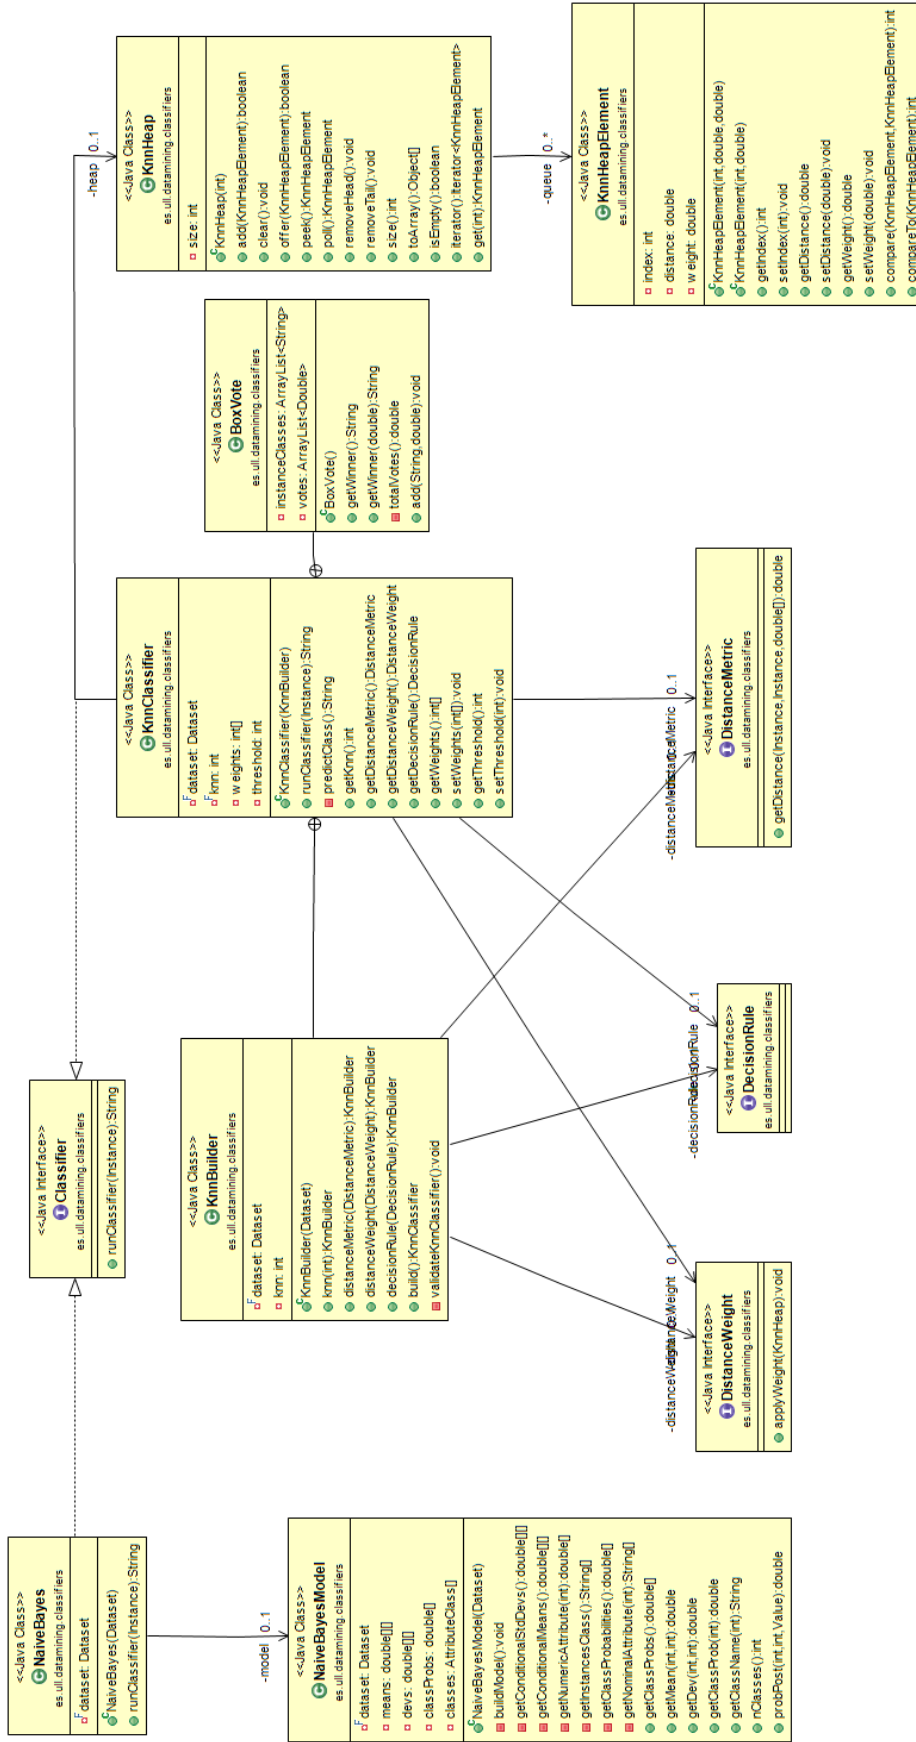 <<Java Class>>
NaiveBayes
es.ull.datamining.classifiers
dataset: Dataset
NaiveBayes(Dataset)
runClassifier(Instance):String
-model 0..1
<<Java Class>>
NaiveBayesModel
es.ull.datamining.classifiers
dataset: Dataset
means: double[][]
devs: double[][]
classProbs: double[]
classes: AttributeClass[]
NaiveBayesModel(Dataset)
buildModel():void
getConditionalStdDevs():double[][]
getConditionalMeans():double[][]
getNumericAttribute(int):double[]
getInstancesClass():String[]
getClassProbabilities():double[]
getNominalAttribute(int):String[]
getClassProbs():double[]
getMean(int,int):double
getDev(int,int):double
getClassProb(int):double
getClassName(int):String
nClasses():int
probPost(int,int,Value):double
<<Java Interface>>
Classifier
es.ull.datamining.classifiers
runClassifier(Instance):String
<<Java Class>>
KnnBuilder
es.ull.datamining.classifiers
dataset: Dataset
knn: int
KnnBuilder(Dataset)
knn(int):KnnBuilder
distanceMetric(DistanceMetric):KnnBuilder
distanceWeight(DistanceWeight):KnnBuilder
decisionRule(DecisionRule):KnnBuilder
build():KnnClassifier
validateKnnClassifier():void
0..1
<<Java Interface>>
DistanceWeight
es.ull.datamining.classifiers
applyWeight(KnnHeap):void
0..1
<<Java Interface>>
DecisionRule
es.ull.datamining.classifiers
<<Java Class>>
KnnClassifier
es.ull.datamining.classifiers
dataset: Dataset
knn: int
weights: int[]
threshold: int
KnnClassifier(KnnBuilder)
runClassifier(Instance):String
predictClass():String
getKnn():int
getDistanceMetric():DistanceMetric
getDistanceWeight():DistanceWeight
getDecisionRule():DecisionRule
getWeights():int[]
setWeights(int[]):void
getThreshold():int
setThreshold(int):void
0..1
<<Java Interface>>
DistanceMetric
es.ull.datamining.classifiers
getDistance(Instance,Instance,double[]):double
<<Java Class>>
BoxVote
es.ull.datamining.classifiers
instanceClasses: ArrayList<String>
votes: ArrayList<Double>
BoxVote()
getWinner():String
getWinner(double):String
totalVotes():double
add(String,double):void
-heap 0..1
<<Java Class>>
KnnHeap
es.ull.datamining.classifiers
size: int
KnnHeap(int)
add(KnnHeapElement):boolean
clear():void
offer(KnnHeapElement):boolean
peek():KnnHeapElement
poll():KnnHeapElement
removeHead():void
removeTail():void
size():int
toArray():Object[]
isEmpty():boolean
iterator():Iterator<KnnHeapElement>
get(int):KnnHeapElement
-queue 0..*
<<Java Class>>
KnnHeapElement
es.ull.datamining.classifiers
index: int
distance: double
weight: double
KnnHeapElement(int,double,double)
KnnHeapElement(int,double)
getIndex():int
setIndex(int):void
getDistance():double
setDistance(double):void
getWeight():double
setWeight(double):void
compare(KnnHeapElement,KnnHeapElement):int
compareTo(KnnHeapElement):int